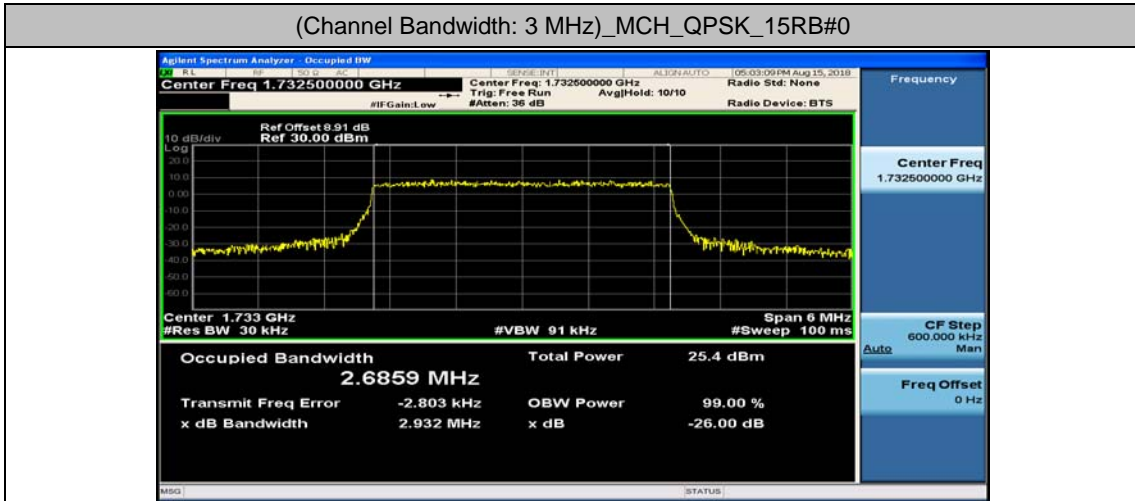 (Channel Bandwidth: 3 MHz)_MCH_QPSK_15RB#0
Agilent Spectrum Analyzer - Occupied BW
RL RF 50 Ω AC SENSE:INT ALIGN AUTO 05:03:09 PM Aug 15, 2018
Center Freq 1.732500000 GHz
Center Freq: 1.732500000 GHz
Radio Std: None
Trig: Free Run Avg|Hold: 10/10
#IFGain:Low #Atten: 36 dB Radio Device: BTS
Frequency
Ref Offset 8.91 dB
10 dB/div Ref 30.00 dBm
Log
20.0
10.0
0.00
-10.0
-20.0
-30.0
-40.0
-50.0
-60.0
Center 1.733 GHz Span 6 MHz
#Res BW 30 kHz #VBW 91 kHz #Sweep 100 ms
Center Freq
1.732500000 GHz
CF Step
600.000 kHz
Auto Man
Freq Offset
0 Hz
Occupied Bandwidth Total Power 25.4 dBm
2.6859 MHz
Transmit Freq Error -2.803 kHz OBW Power 99.00 %
x dB Bandwidth 2.932 MHz x dB -26.00 dB
MSG STATUS